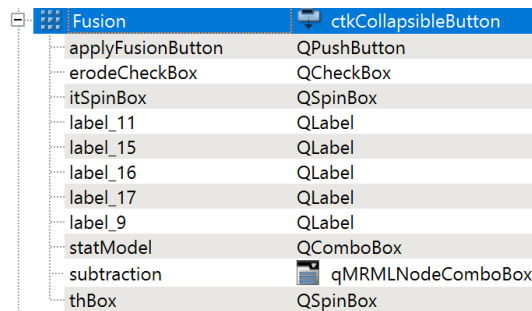 Fusion ctkCollapsibleButton
applyFusionButton QPushButton
erodeCheckBox QCheckBox
itSpinBox QSpinBox
label_11 QLabel
label_15 QLabel
label_16 QLabel
label_17 QLabel
label_9 QLabel
statModel QComboBox
subtraction qMRMLNodeComboBox
thBox QSpinBox